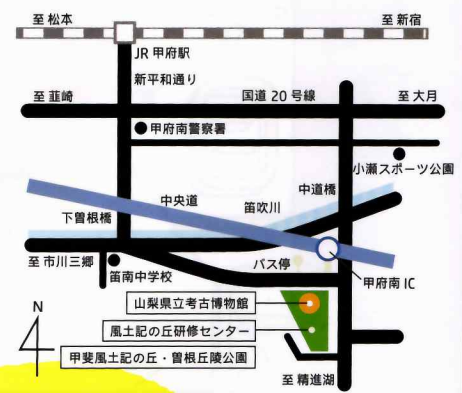 至 松本
至 新宿
JR 甲府駅
新平和通り
至 韮崎
国道 20 号線
至 大月
甲府南警察署
小瀬スポーツ公園
中道橋
中央道
笛吹川
下曽根橋
至 市川三郷
笛南中学校
バス停
甲府南 IC
山梨県立考古博物館
風土記の丘研修センター
甲斐風土記の丘・曽根丘陵公園
至 精進湖
N